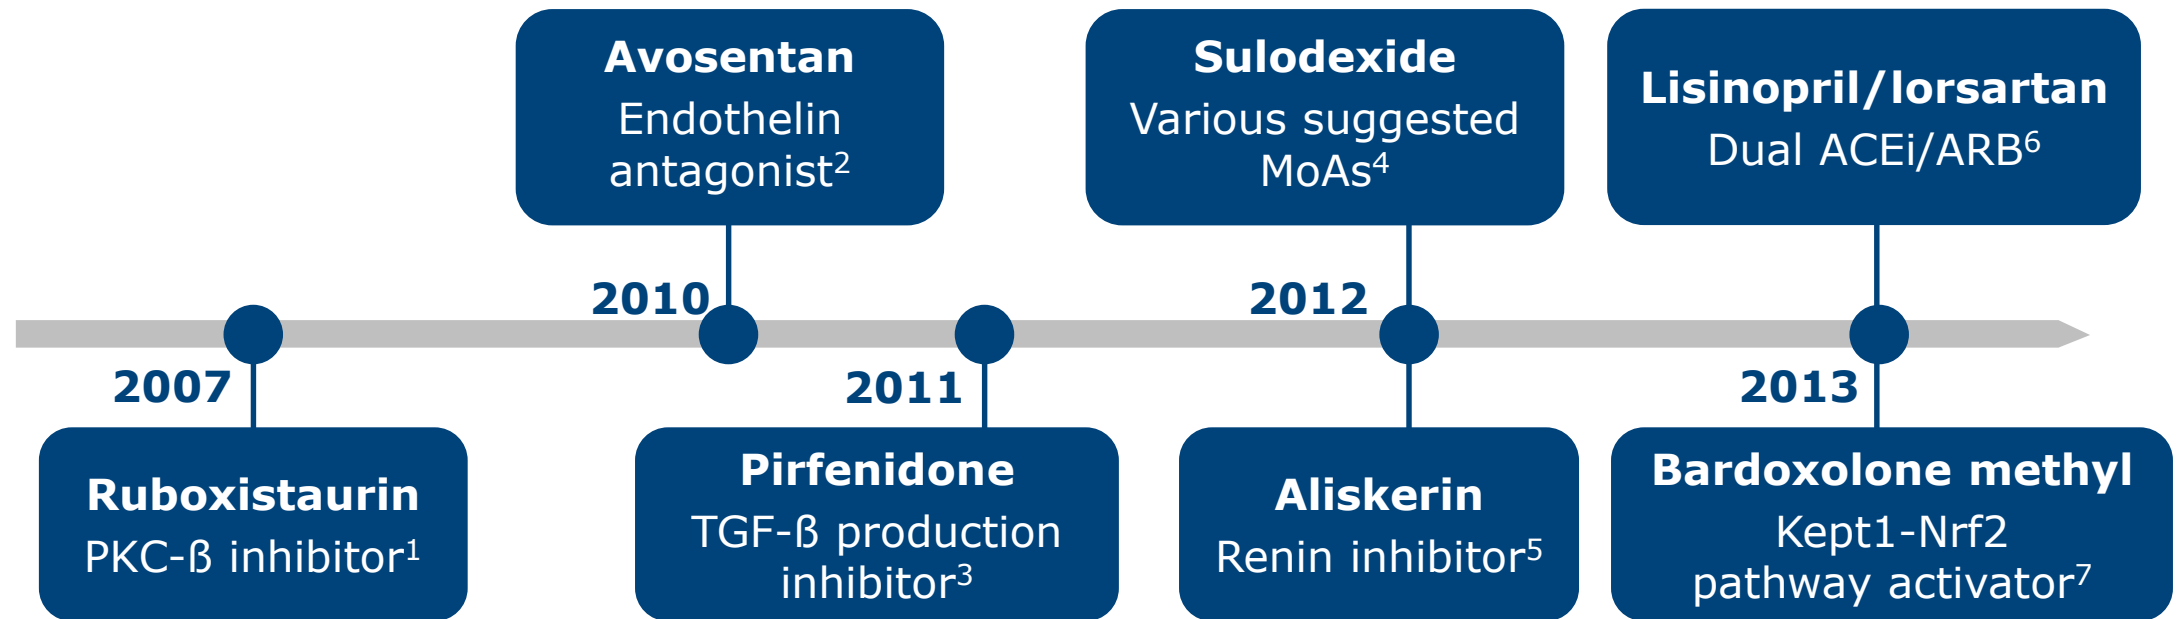 Avosentan
Endothelin
antagonist2
Sulodexide
Various suggested
MoAs4
Lisinopril/lorsartan
Dual ACEi/ARB6
2010
2012
2007
2011
2013
Ruboxistaurin
PKC-ß inhibitor1
Pirfenidone
TGF-ß production
inhibitor3
Aliskerin
Renin inhibitor5
Bardoxolone methyl
Kept1-Nrf2
pathway activator7